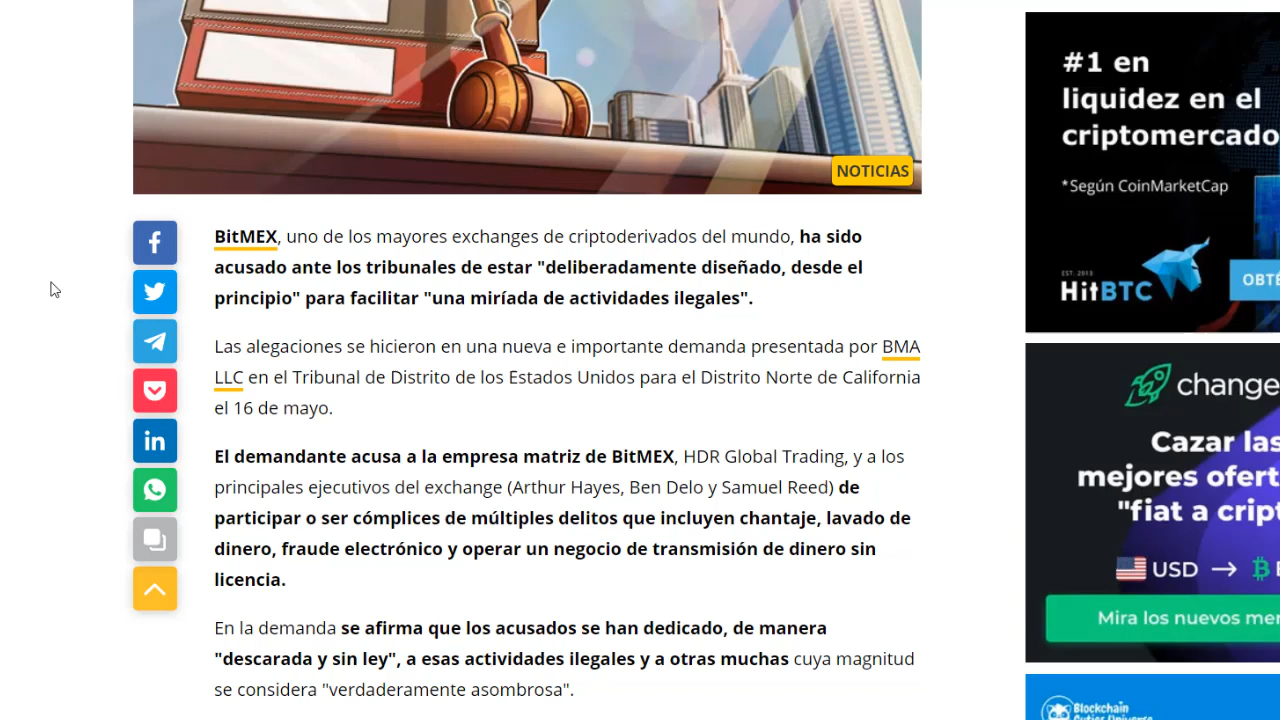 NOTICIAS
BitMEX, uno de los mayores exchanges de criptoderivados del mundo, ha sido
acusado ante los tribunales de estar "deliberadamente diseñado, desde el
principio" para facilitar "una miríada de actividades ilegales".
Las alegaciones se hicieron en una nueva e importante demanda presentada por BMA
LLC en el Tribunal de Distrito de los Estados Unidos para el Distrito Norte de California
el 16 de mayo.
El demandante acusa a la empresa matriz de BitMEX, HDR Global Trading, y a los
principales ejecutivos del exchange (Arthur Hayes, Ben Delo y Samuel Reed) de
participar o ser cómplices de múltiples delitos que incluyen chantaje, lavado de
dinero, fraude electrónico y operar un negocio de transmisión de dinero sin
licencia.
En la demanda se afirma que los acusados se han dedicado, de manera
"descarada y sin ley", a esas actividades ilegales y a otras muchas cuya magnitud
se considera "verdaderamente asombrosa".
#1 en
liquidez en el
criptomercado
*Según CoinMarketCap
EST. 2013
HitBTC
OBTÉ
change
Cazar las
mejores ofert
"fiat a crip
USD → B
Mira los nuevos mer
Blockchain